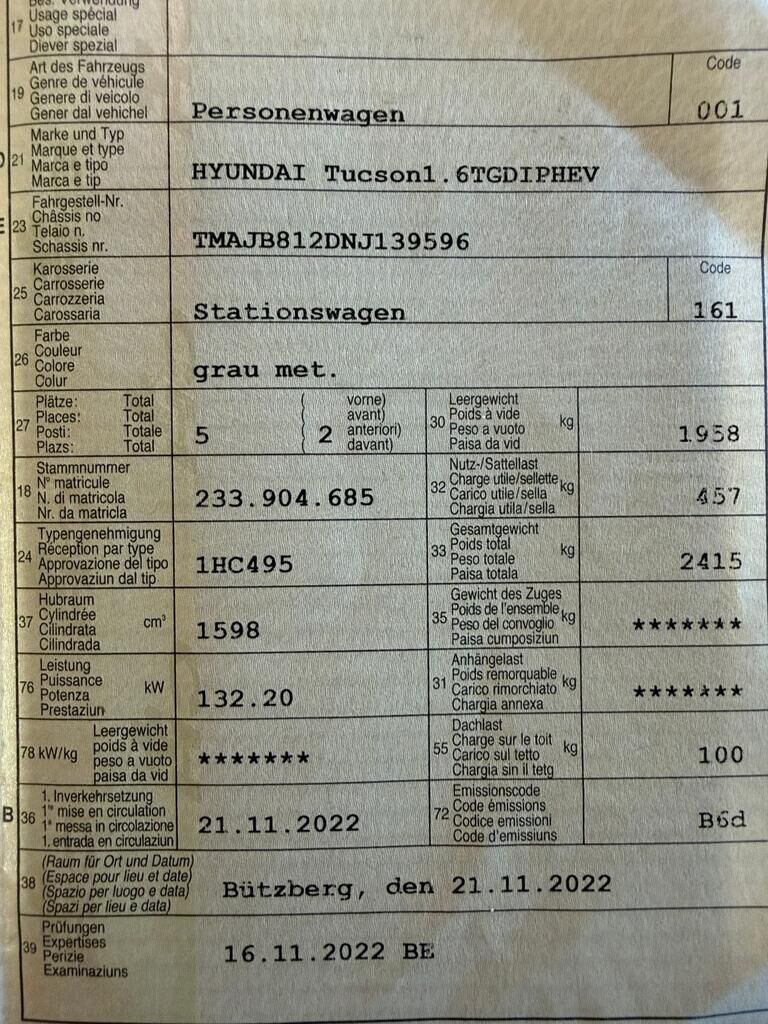 Bes. Verwendung
17 Usage spécial
Uso speciale
Diever spezial
19 Art des Fahrzeugs
Genre de véhicule
Genere di veicolo
Gener dal vehichel
Personenwagen
Code
001
21 Marke und Typ
Marque et type
Marca e tipo
Marca e tip
HYUNDAI Tucson1.6TGDIPHEV
23 Fahrgestell-Nr.
Châssis no
Telaio n.
Schassis nr.
TMAJB812DNJ139596
25 Karosserie
Carrosserie
Carrozzeria
Carossaria
Stationswagen
Code
161
26 Farbe
Couleur
Colore
Colur
grau met.
27 Plätze: Total
Places: Total
Posti: Totale
Plazs: Total
5
( 2 vorne)
avant)
anteriori)
davant)
30 Leergewicht
Poids à vide
Peso a vuoto
Paisa da vid
kg
1958
18 Stammnummer
N° matricule
N. di matricola
Nr. da matricla
233.904.685
32 Nutz-/Sattellast
Charge utile/sellette
Carico utile/sella
Chargia utila/sella
kg
457
24 Typengenehmigung
Réception par type
Approvazione del tipo
Approvaziun dal tip
1HC495
33 Gesamtgewicht
Poids total
Peso totale
Paisa totala
kg
2415
37 Hubraum
Cylindrée
Cilindrata
Cilindrada
cm³
1598
35 Gewicht des Zuges
Poids de l'ensemble
Peso del convoglio
Paisa cumposiziun
kg
*******
76 Leistung
Puissance
Potenza
Prestaziun
kW
132.20
31 Anhängelast
Poids remorquable
Carico rimorchiato
Chargia annexa
kg
*******
78 kW/kg
Leergewicht
poids à vide
peso a vuoto
paisa da vid
*******
55 Dachlast
Charge sur le toit
Carico sul tetto
Chargia sin il tetg
kg
100
B
36 1. Inverkehrsetzung
1re mise en circulation
1a messa in circolazione
1. entrada en circulaziun
21.11.2022
72 Emissionscode
Code émissions
Codice emissioni
Code d'emissiuns
B6d
38 (Raum für Ort und Datum)
(Espace pour lieu et date)
(Spazio per luogo e data)
(Spazi per lieu e data)
Bützberg, den 21.11.2022
39 Prüfungen
Expertises
Perizie
Examinaziuns
16.11.2022 BE